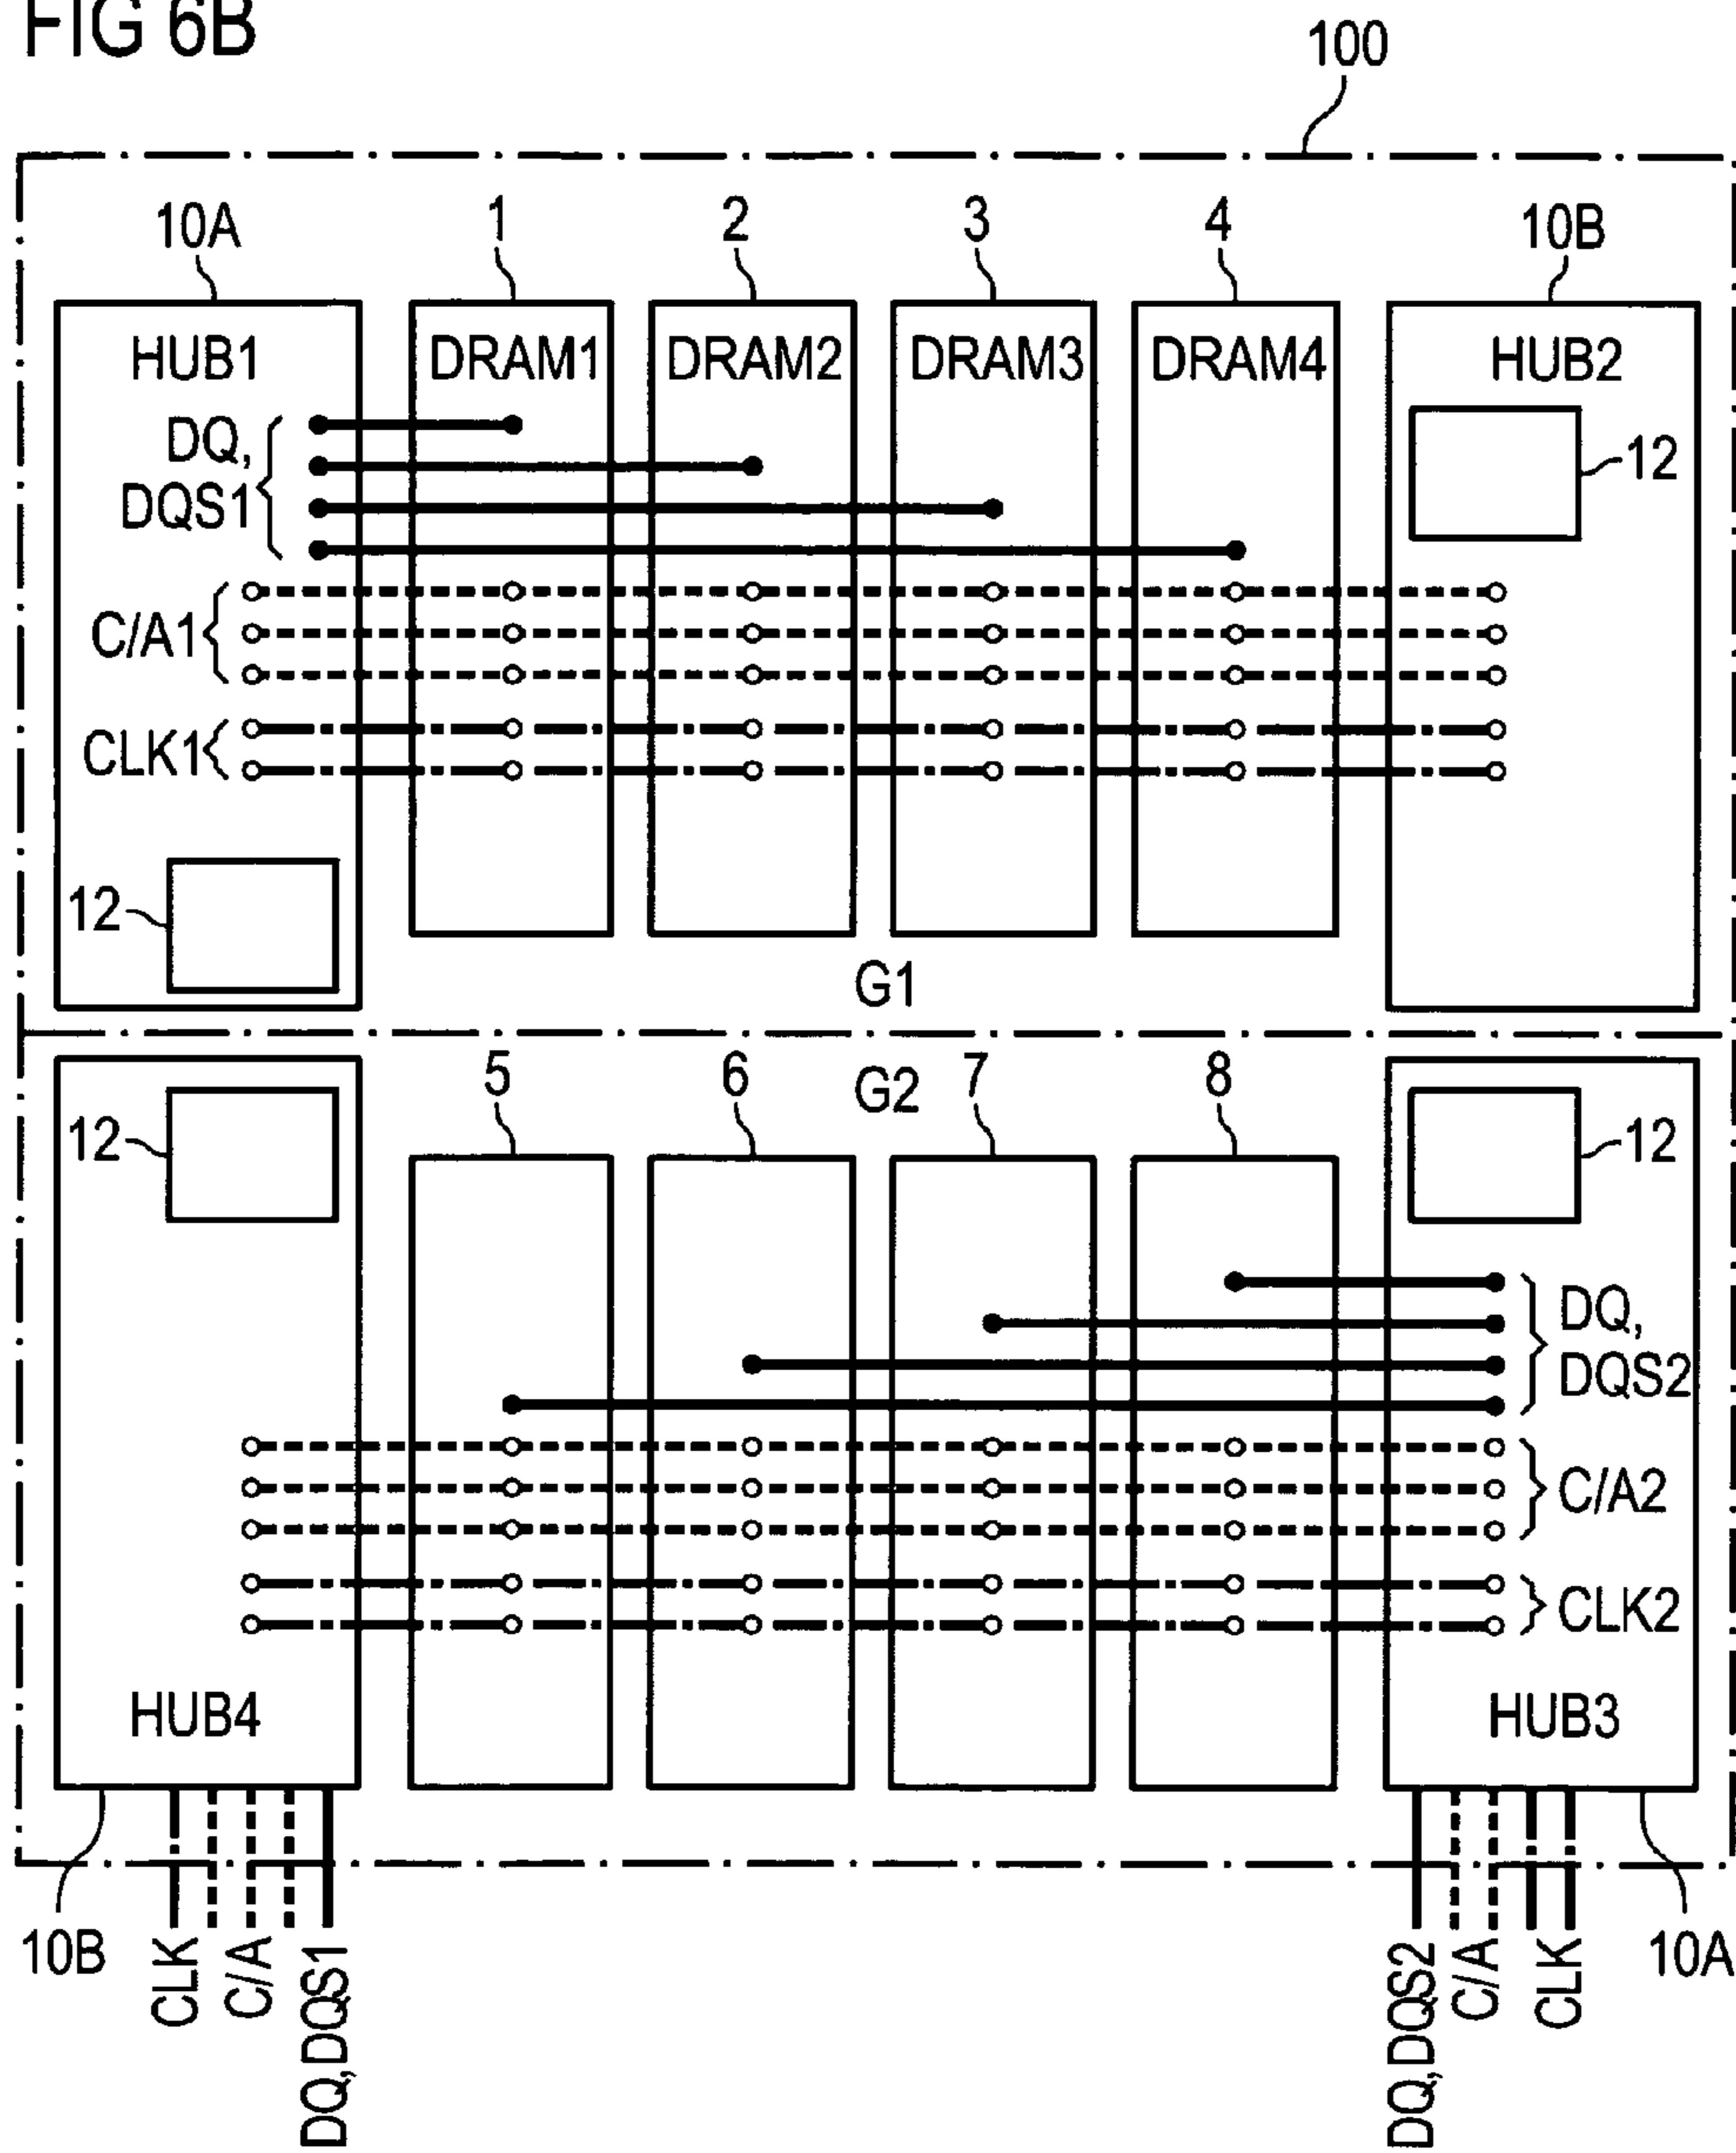 FIG 6B
100
10A 1 2 3 4 10B
HUB1 DRAM1 DRAM2 DRAM3 DRAM4 HUB2
DQ,
DQS1
12
C/A1
CLK1
12
G1
5 6 G2 7 8
12
12
DQ,
DQS2
C/A2
CLK2
HUB4 HUB3
10B 10A
CLK
C/A
DQ,DQS1
DQ,DQS2
C/A
CLK